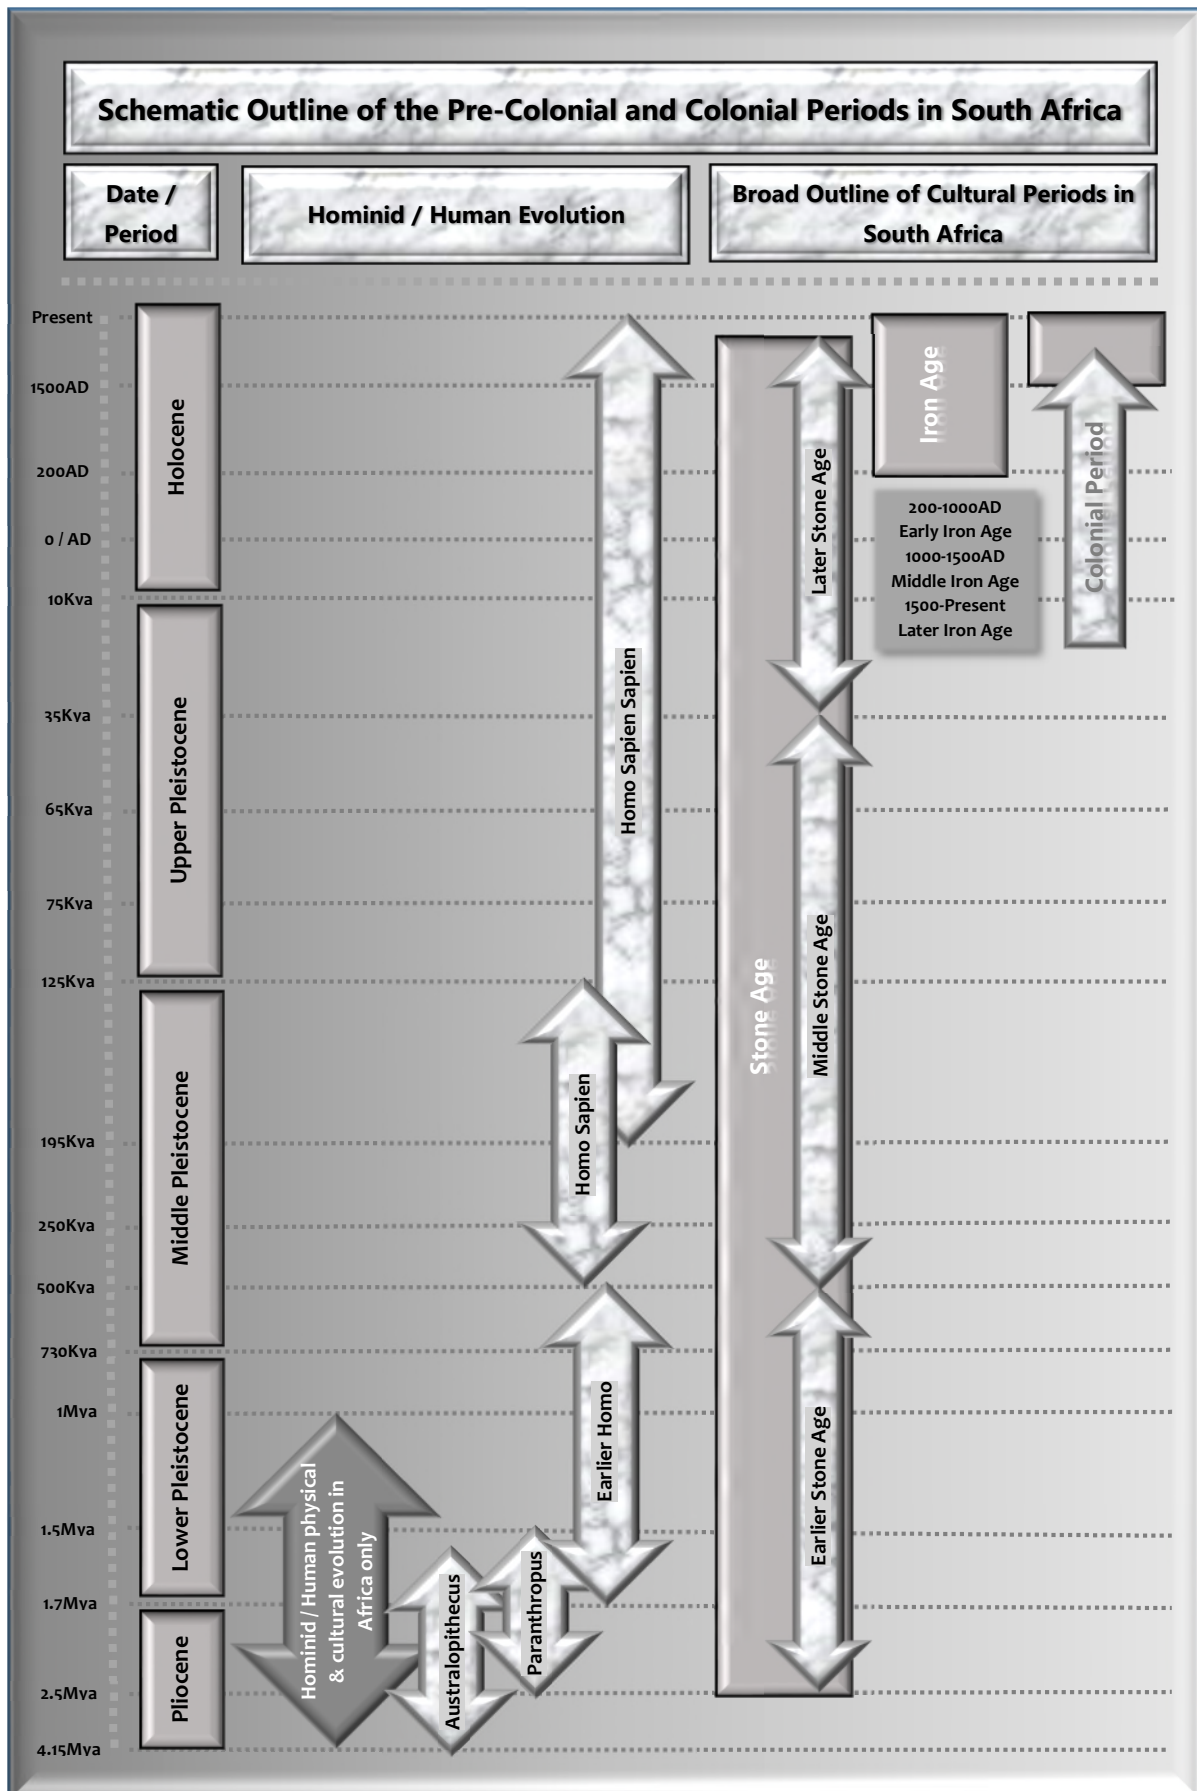 Schematic Outline of the Pre-Colonial and Colonial Periods in South Africa
Date /
Period
Hominid / Human Evolution
Broad Outline of Cultural Periods in
South Africa
Present
1500AD
200AD
0 / AD
10Kya
35Kya
65Kya
75Kya
125Kya
195Kya
250Kya
500Kya
730Kya
1Mya
1.5Mya
1.7Mya
2.5Mya
4.15Mya
Holocene
Upper Pleistocene
Middle Pleistocene
Lower Pleistocene
Pliocene
Hominid / Human physical
& cultural evolution in
Africa only
Australopithecus
Paranthropus
Earlier Homo
Homo Sapien
Homo Sapien Sapien
Stone Age
Later Stone Age
Middle Stone Age
Earlier Stone Age
Iron Age
200-1000AD
Early Iron Age
1000-1500AD
Middle Iron Age
1500-Present
Later Iron Age
Colonial Period